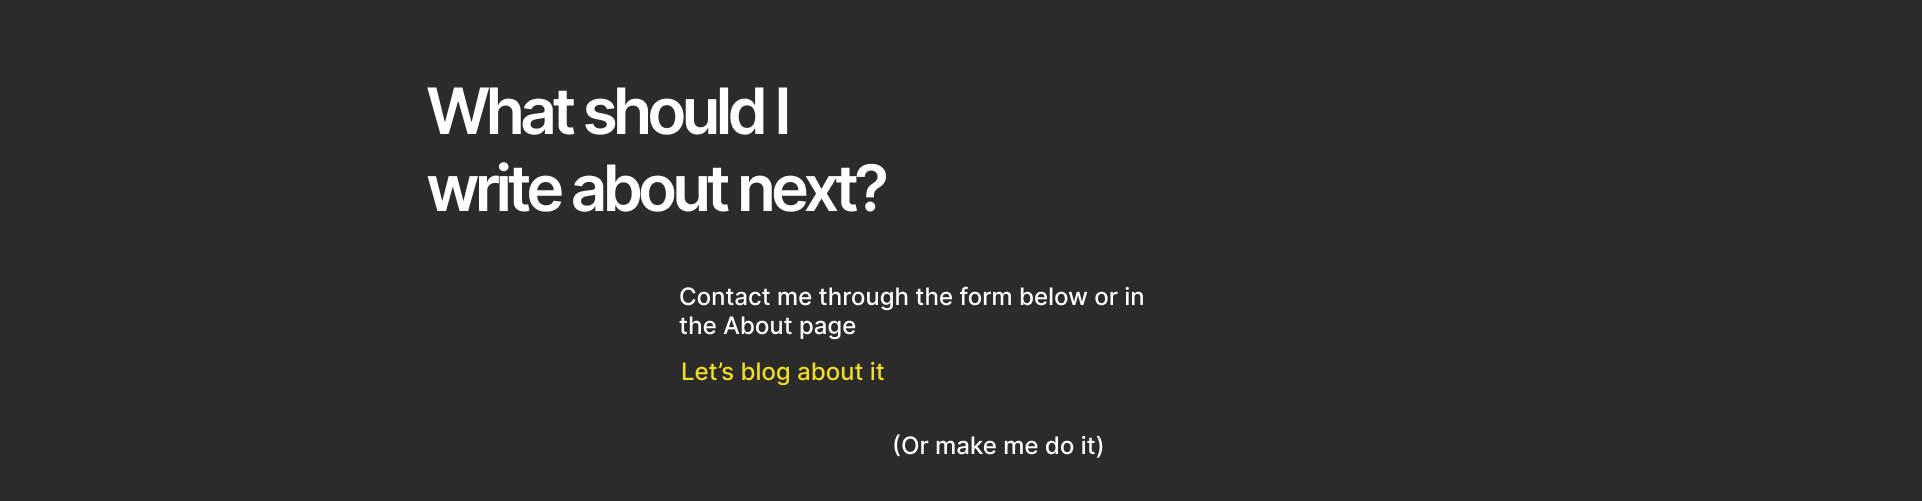 What should I
write about next?
Contact me through the form below or in
the About page
Let’s blog about it
(Or make me do it)